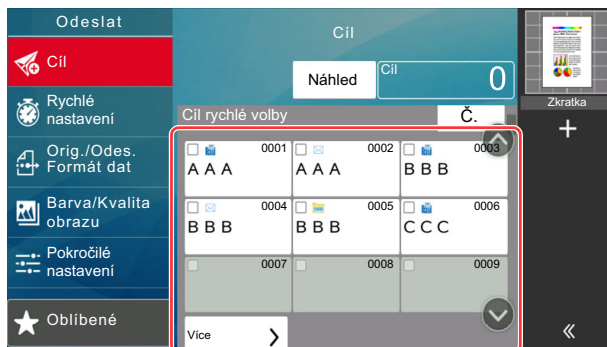 Odeslat
Cíl
Rychlé
nastavení
Orig./Odes.
Formát dat
Barva/Kvalita
obrazu
Pokročilé
nastavení
Oblíbené
Cíl
Náhled
Cíl
0
Cíl rychlé volby
Č.
0001
A A A
0002
A A A
0003
B B B
0004
B B B
0005
B B B
0006
C C C
0007
0008
0009
Více
Zkratka